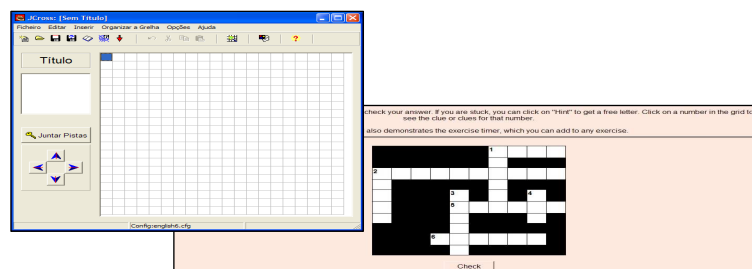 JCross: [Sem Título]
Ficheiro Editar Inserir Organizar a Grelha Opções Ajuda
Título
Juntar Pistas
Config:english6.cfg
check your answer. If you are stuck, you can click on "Hint" to get a free letter. Click on a number in the grid to
see the clue or clues for that number.
also demonstrates the exercise timer, which you can add to any exercise.
1
2
3
4
5
6
Check